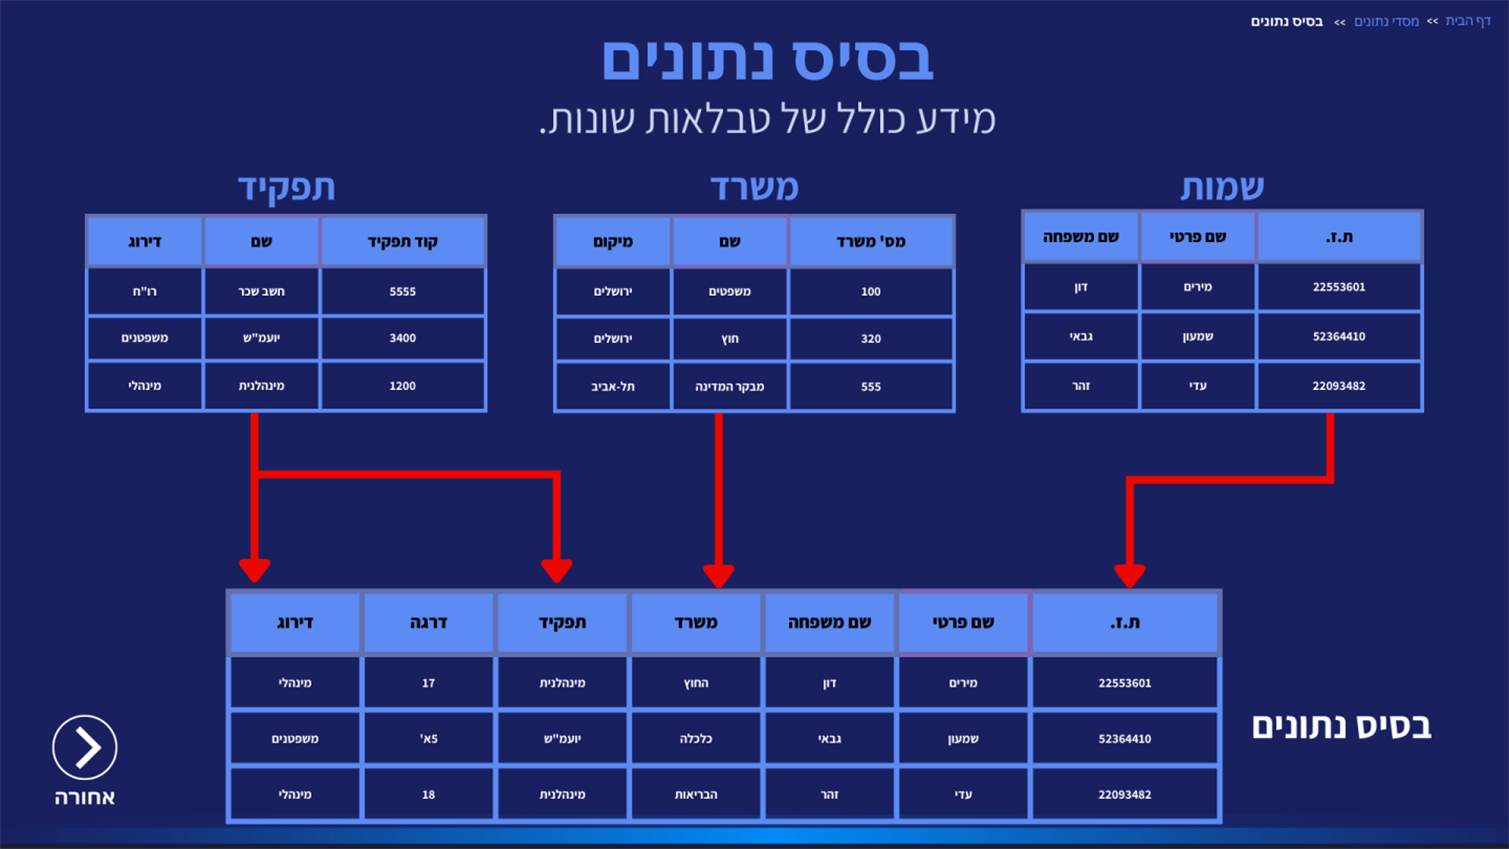 דף הבית >> מסדי נתונים >> בסיס נתונים
בסיס נתונים
מידע כולל של טבלאות שונות.
שמות
ת.ז. שם פרטי שם משפחה
22553601 מירים דון
52364410 שמעון גבאי
22093482 עדי זהר
משרד
מס' משרד שם מיקום
100 משפטים ירושלים
320 חוץ ירושלים
555 מבקר המדינה תל-אביב
תפקיד
קוד תפקיד שם דירוג
5555 חשב שכר רו"ח
3400 יועמ"ש משפטנים
1200 מינהלנית מינהלי
ת.ז. שם פרטי שם משפחה משרד תפקיד דרגה דירוג
22553601 מירים דון החוץ מינהלנית 17 מינהלי
52364410 שמעון גבאי כלכלה יועמ"ש א'5 משפטנים
22093482 עדי זהר הבריאות מינהלנית 18 מינהלי
בסיס נתונים
אחורה